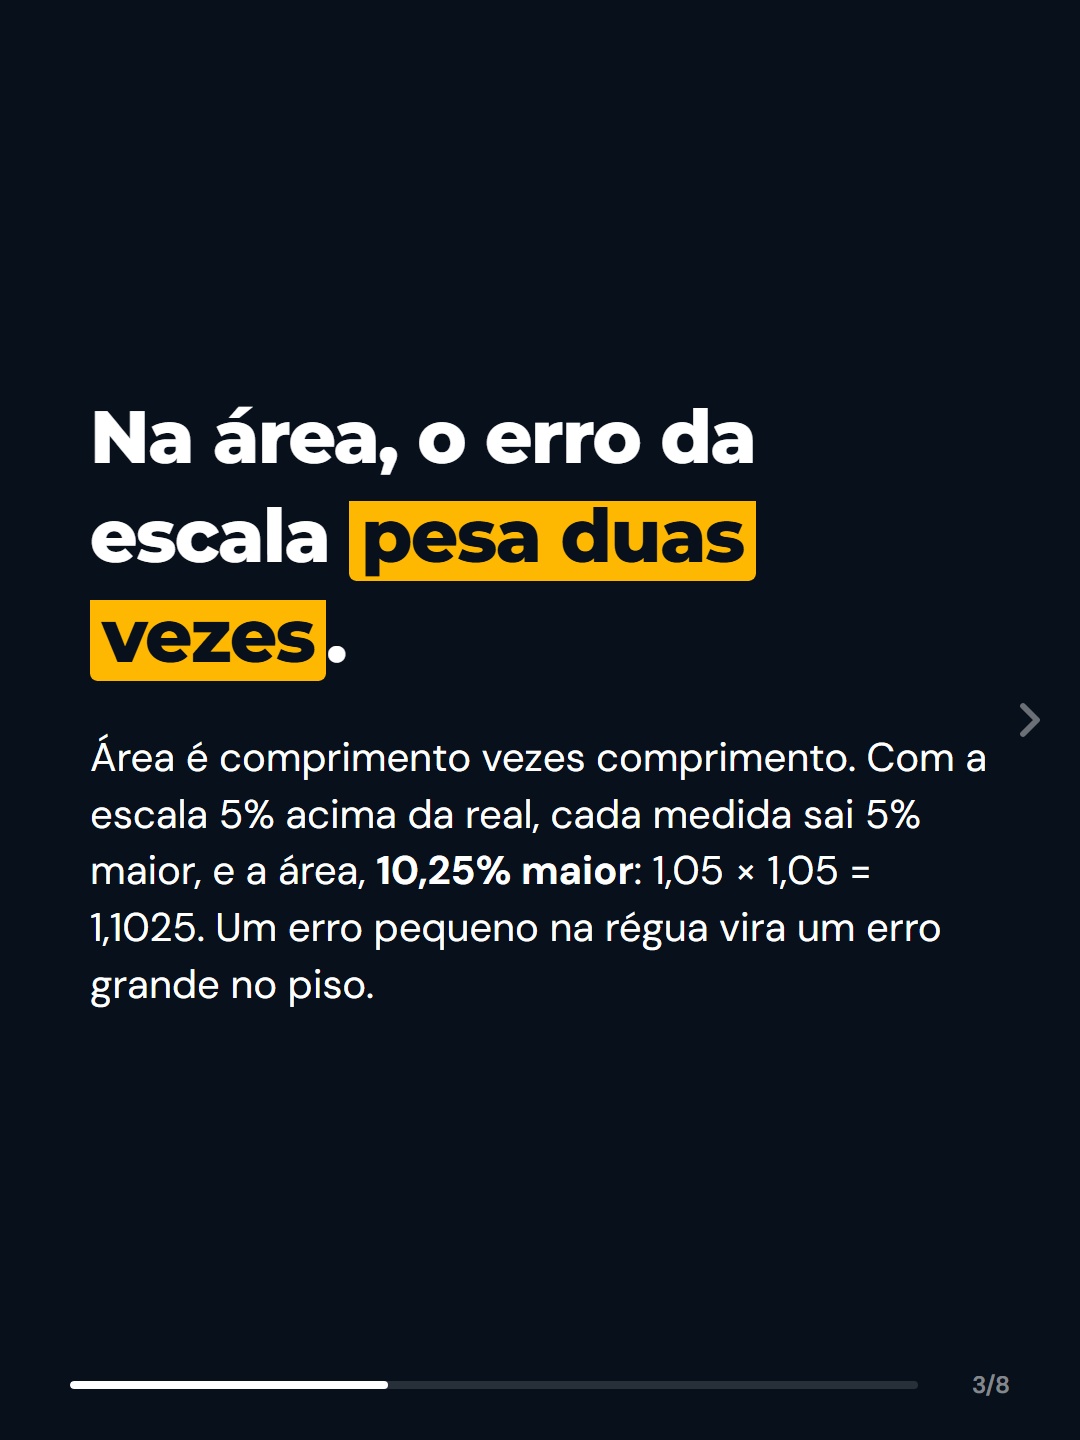 Na área, o erro da
escala pesa duas
vezes.
Área é comprimento vezes comprimento. Com a
escala 5% acima da real, cada medida sai 5%
maior, e a área, 10,25% maior: 1,05 × 1,05 =
1,1025. Um erro pequeno na régua vira um erro
grande no piso.
3/8